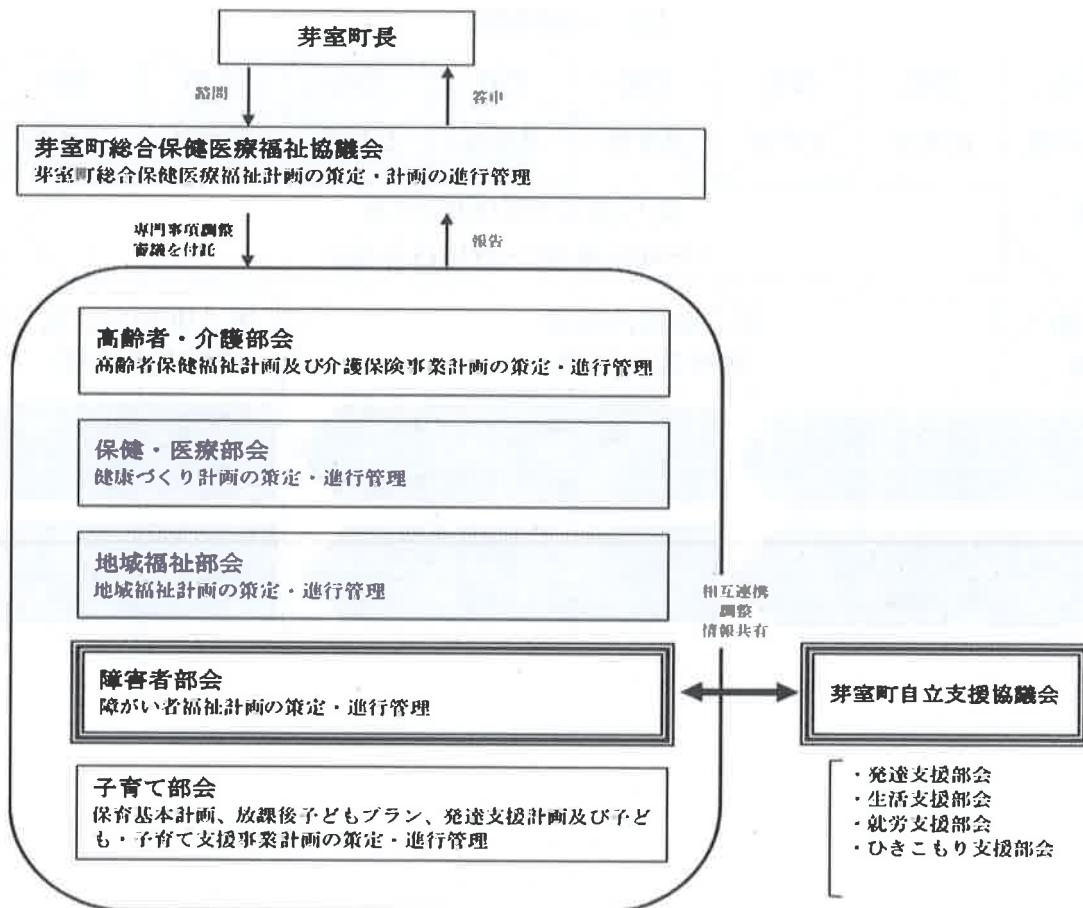 芽室町長
諮問
答申
芽室町総合保健医療福祉協議会
芽室町総合保健医療福祉計画の策定・計画の進行管理
専門事項調整
審議を付託
報告
高齢者・介護部会
高齢者保健福祉計画及び介護保険事業計画の策定・進行管理
保健・医療部会
健康づくり計画の策定・進行管理
地域福祉部会
地域福祉計画の策定・進行管理
相互連携
調整
情報共有
障害者部会
障がい者福祉計画の策定・進行管理
芽室町自立支援協議会
・発達支援部会
・生活支援部会
・就労支援部会
・ひきこもり支援部会
子育て部会
保育基本計画、放課後子どもプラン、発達支援計画及び子ど
も・子育て支援事業計画の策定・進行管理